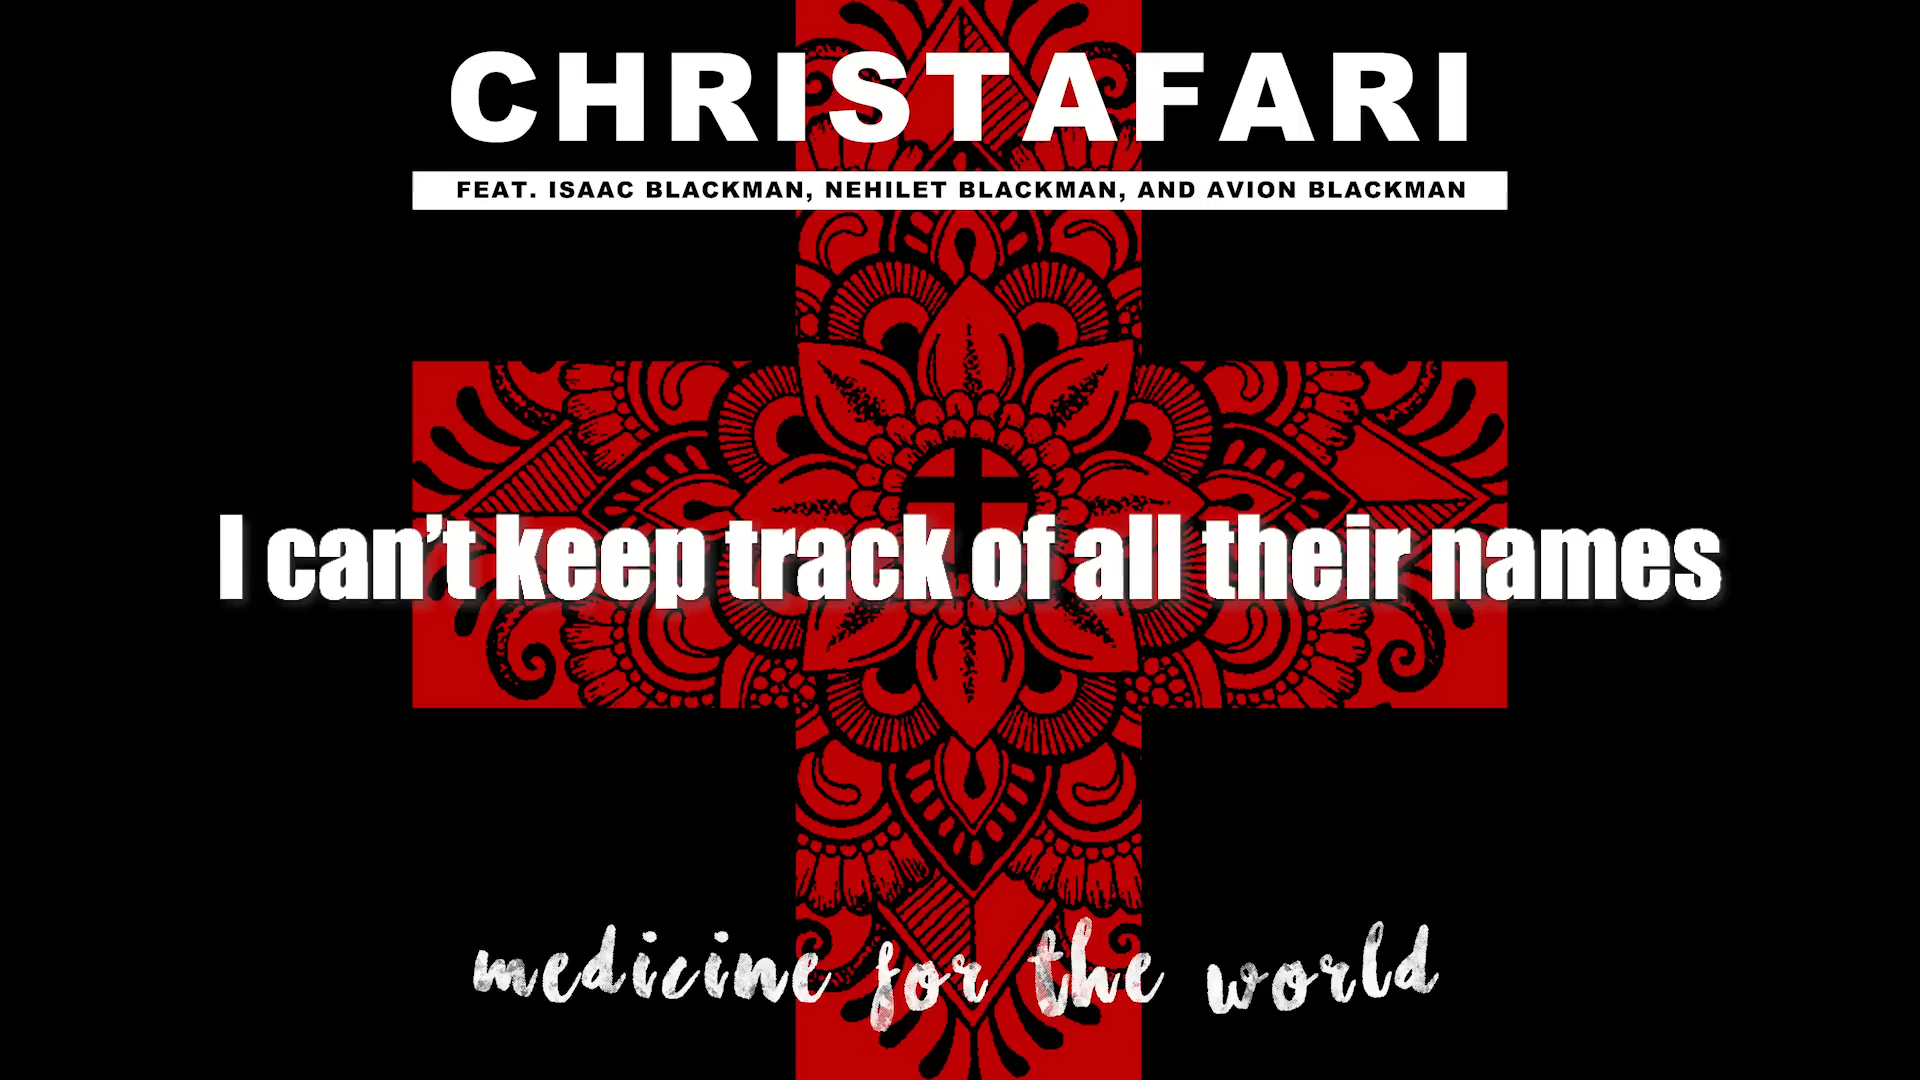 CHRISTAFARI
FEAT. ISAAC BLACKMAN, NEHILET BLACKMAN, AND AVION BLACKMAN
I can’t keep track of all their names
medicine for the world